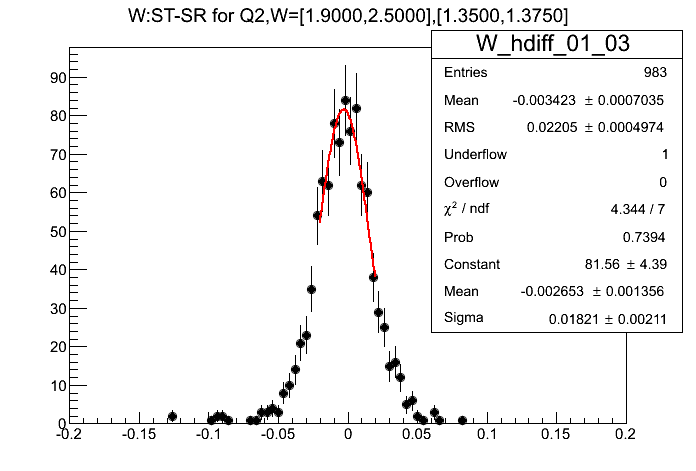 W:ST-SR for Q2,W=[1.9000,2.5000],[1.3500,1.3750]
W_hdiff_01_03
Entries 983
Mean -0.003423 ± 0.0007035
RMS 0.02205 ± 0.0004974
Underflow 1
Overflow 0
χ² / ndf 4.344 / 7
Prob 0.7394
Constant 81.56 ± 4.39
Mean -0.002653 ± 0.001356
Sigma 0.01821 ± 0.00211
90
80
70
60
50
40
30
20
10
0
-0.2 -0.15 -0.1 -0.05 0 0.05 0.1 0.15 0.2